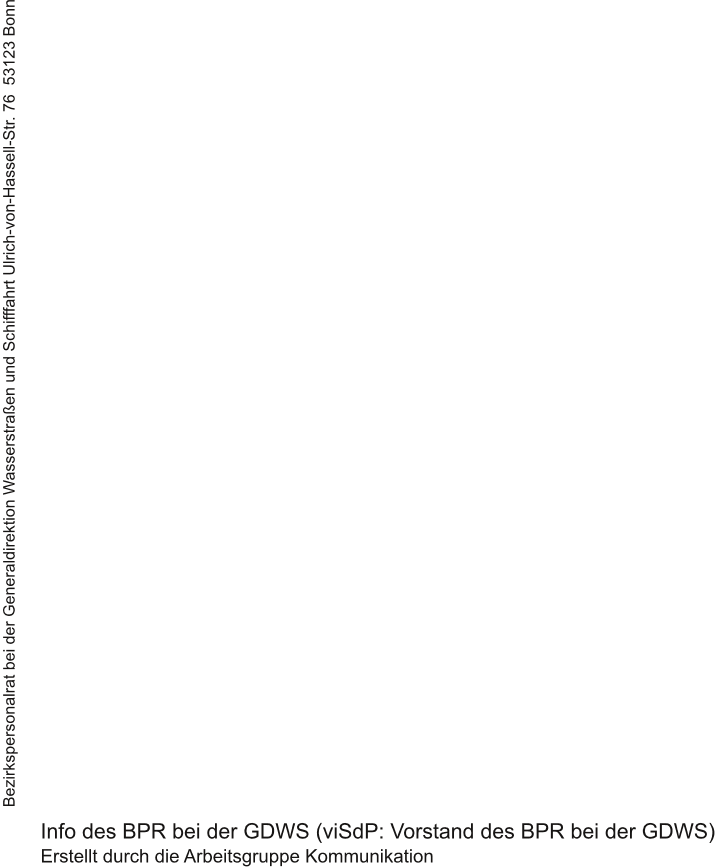 Bezirkspersonalrat bei der Generaldirektion Wasserstraßen und Schifffahrt Ulrich-von-Hassell-Str. 76 53123 Bonn
Info des BPR bei der GDWS (viSdP: Vorstand des BPR bei der GDWS)
Erstellt durch die Arbeitsgruppe Kommunikation